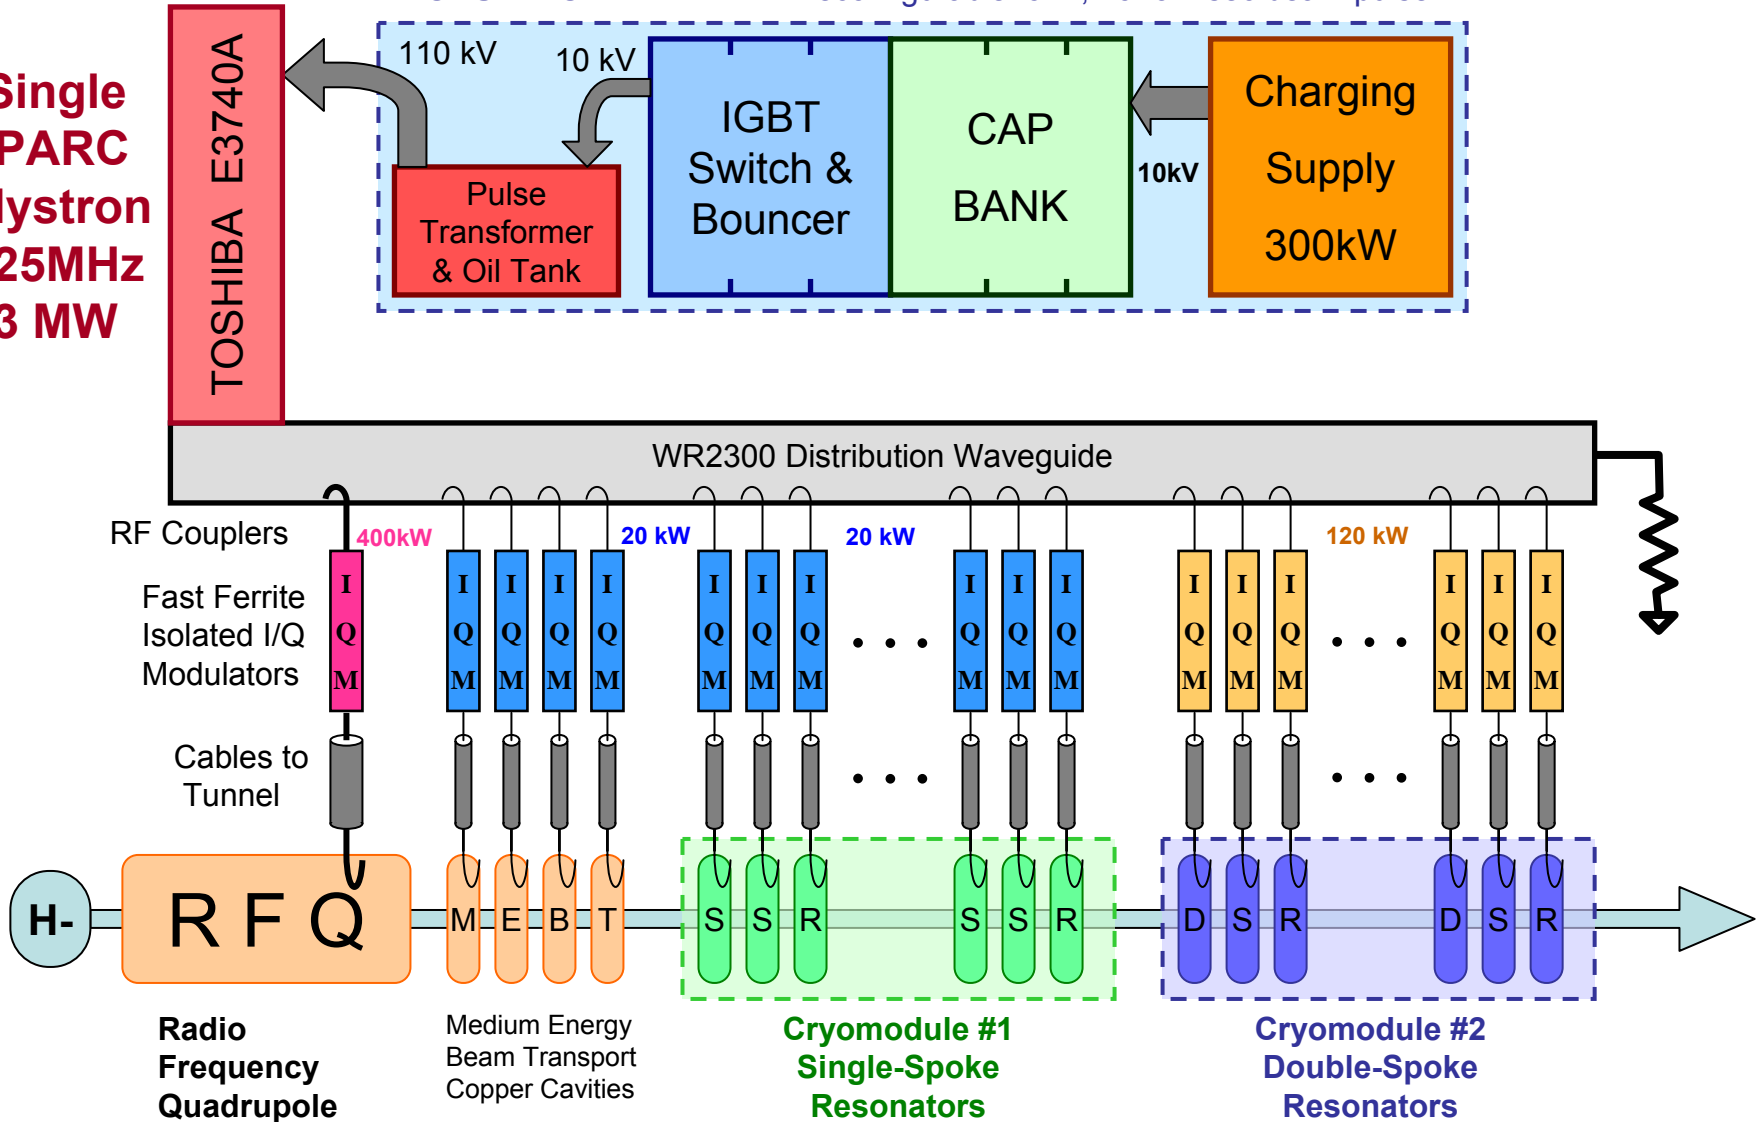 110 kV
10 kV
Single
PARC
25MHz
3 MW
TOSHIBA E3740A
IGBT
Switch &
Bouncer
CAP
BANK
10kV
Charging
Supply
300kW
Pulse
Transformer
& Oil Tank
WR2300 Distribution Waveguide
RF Couplers
400kW
20 kW
20 kW
120 kW
Fast Ferrite
Isolated I/Q
Modulators
I I I I I I I I I I I I I I I I I
Q Q Q Q Q Q Q Q Q Q Q Q Q Q Q Q Q
M M M M M M M M M M M M M M M M M
Cables to
Tunnel
H-
R F Q
M E B T
S S R
S S R
D S R
D S R
Radio
Frequency
Quadrupole
Medium Energy
Beam Transport
Copper Cavities
Cryomodule #1
Single-Spoke
Resonators
Cryomodule #2
Double-Spoke
Resonators